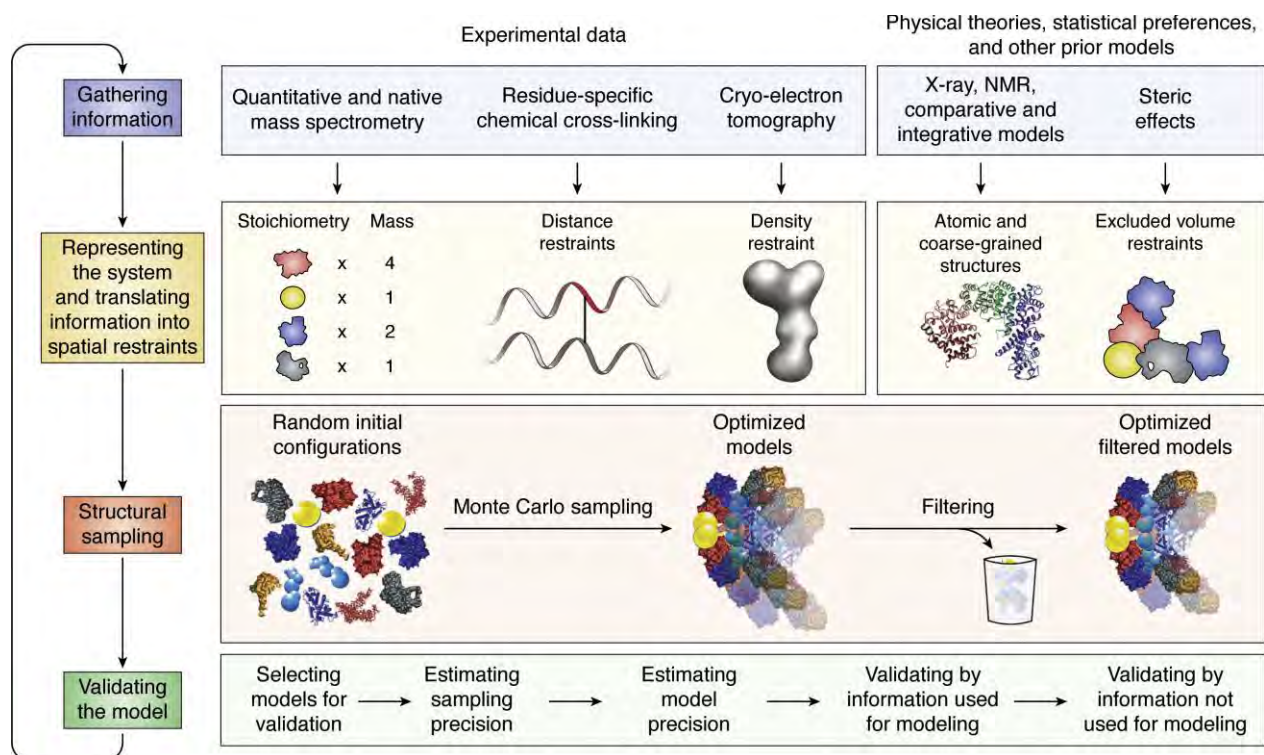 Experimental data
Physical theories, statistical preferences,
and other prior models
Gathering
information
Quantitative and native
mass spectrometry
Residue-specific
chemical cross-linking
Cryo-electron
tomography
X-ray, NMR,
comparative and
integrative models
Steric
effects
Representing
the system
and translating
information into
spatial restraints
Stoichiometry Mass
x 4
x 1
x 2
x 1
Distance
restraints
Density
restraint
Atomic and
coarse-grained
structures
Excluded volume
restraints
Structural
sampling
Random initial
configurations
Monte Carlo sampling
Optimized
models
Filtering
Optimized
filtered models
Validating
the model
Selecting
models for
validation
Estimating
sampling
precision
Estimating
model
precision
Validating by
information used
for modeling
Validating by
information not
used for modeling